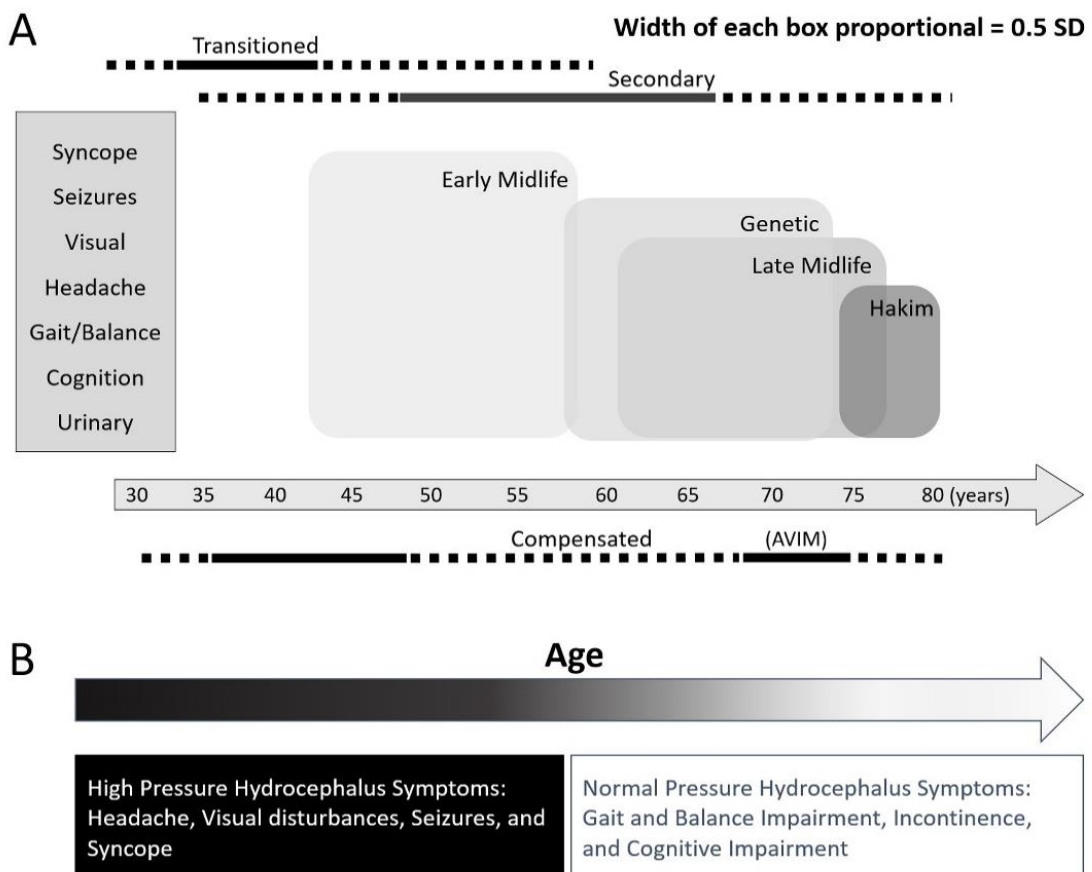 A
Width of each box proportional = 0.5 SD
Transitioned
Secondary
Syncope
Seizures
Visual
Headache
Gait/Balance
Cognition
Urinary
Early Midlife
Genetic
Late Midlife
Hakim
30 35 40 45 50 55 60 65 70 75 80 (years)
Compensated
(AVIM)
B
Age
High Pressure Hydrocephalus Symptoms:
Headache, Visual disturbances, Seizures, and
Syncope
Normal Pressure Hydrocephalus Symptoms:
Gait and Balance Impairment, Incontinence,
and Cognitive Impairment